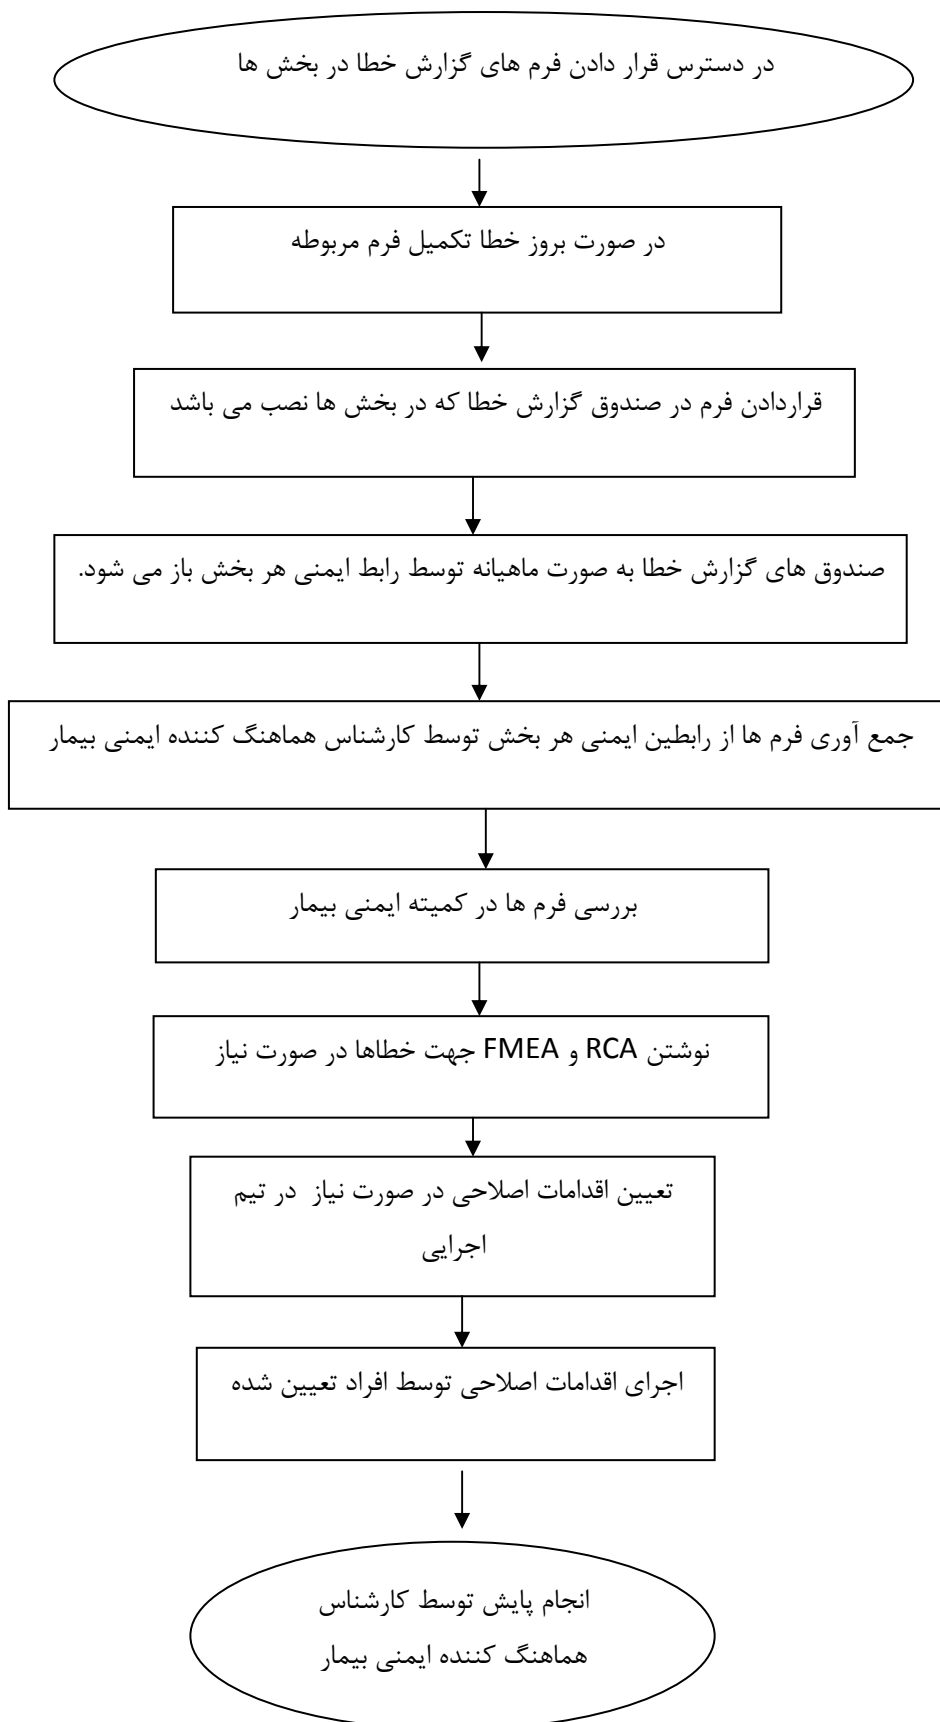 در دسترس قرار دادن فرم های گزارش خطا در بخش ها
در صورت بروز خطا تکمیل فرم مربوطه
قراردادن فرم در صندوق گزارش خطا که در بخش ها نصب می باشد
صندوق های گزارش خطا به صورت ماهیانه توسط رابط ایمنی هر بخش باز می شود.
جمع آوری فرم ها از رابطین ایمنی هر بخش توسط کارشناس هماهنگ کننده ایمنی بیمار
بررسی فرم ها در کمیته ایمنی بیمار
نوشتن RCA و FMEA جهت خطاها در صورت نیاز
تعیین اقدامات اصلاحی در صورت نیاز در تیم
اجرایی
اجرای اقدامات اصلاحی توسط افراد تعیین شده
انجام پایش توسط کارشناس
هماهنگ کننده ایمنی بیمار